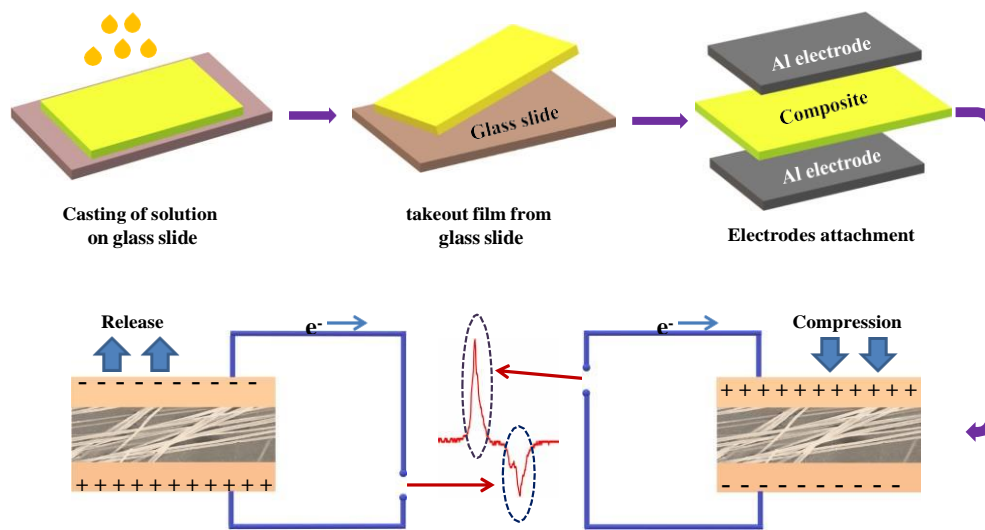 Al electrode
Composite
Glass slide
Al electrode
Casting of solution
on glass slide
takeout film from
glass slide
Electrodes attachment
Release
e-
e-
Compression
- - - - - - - - -
+ + + + + + + + + +
+ + + + + + + + + +
- - - - - - - - -